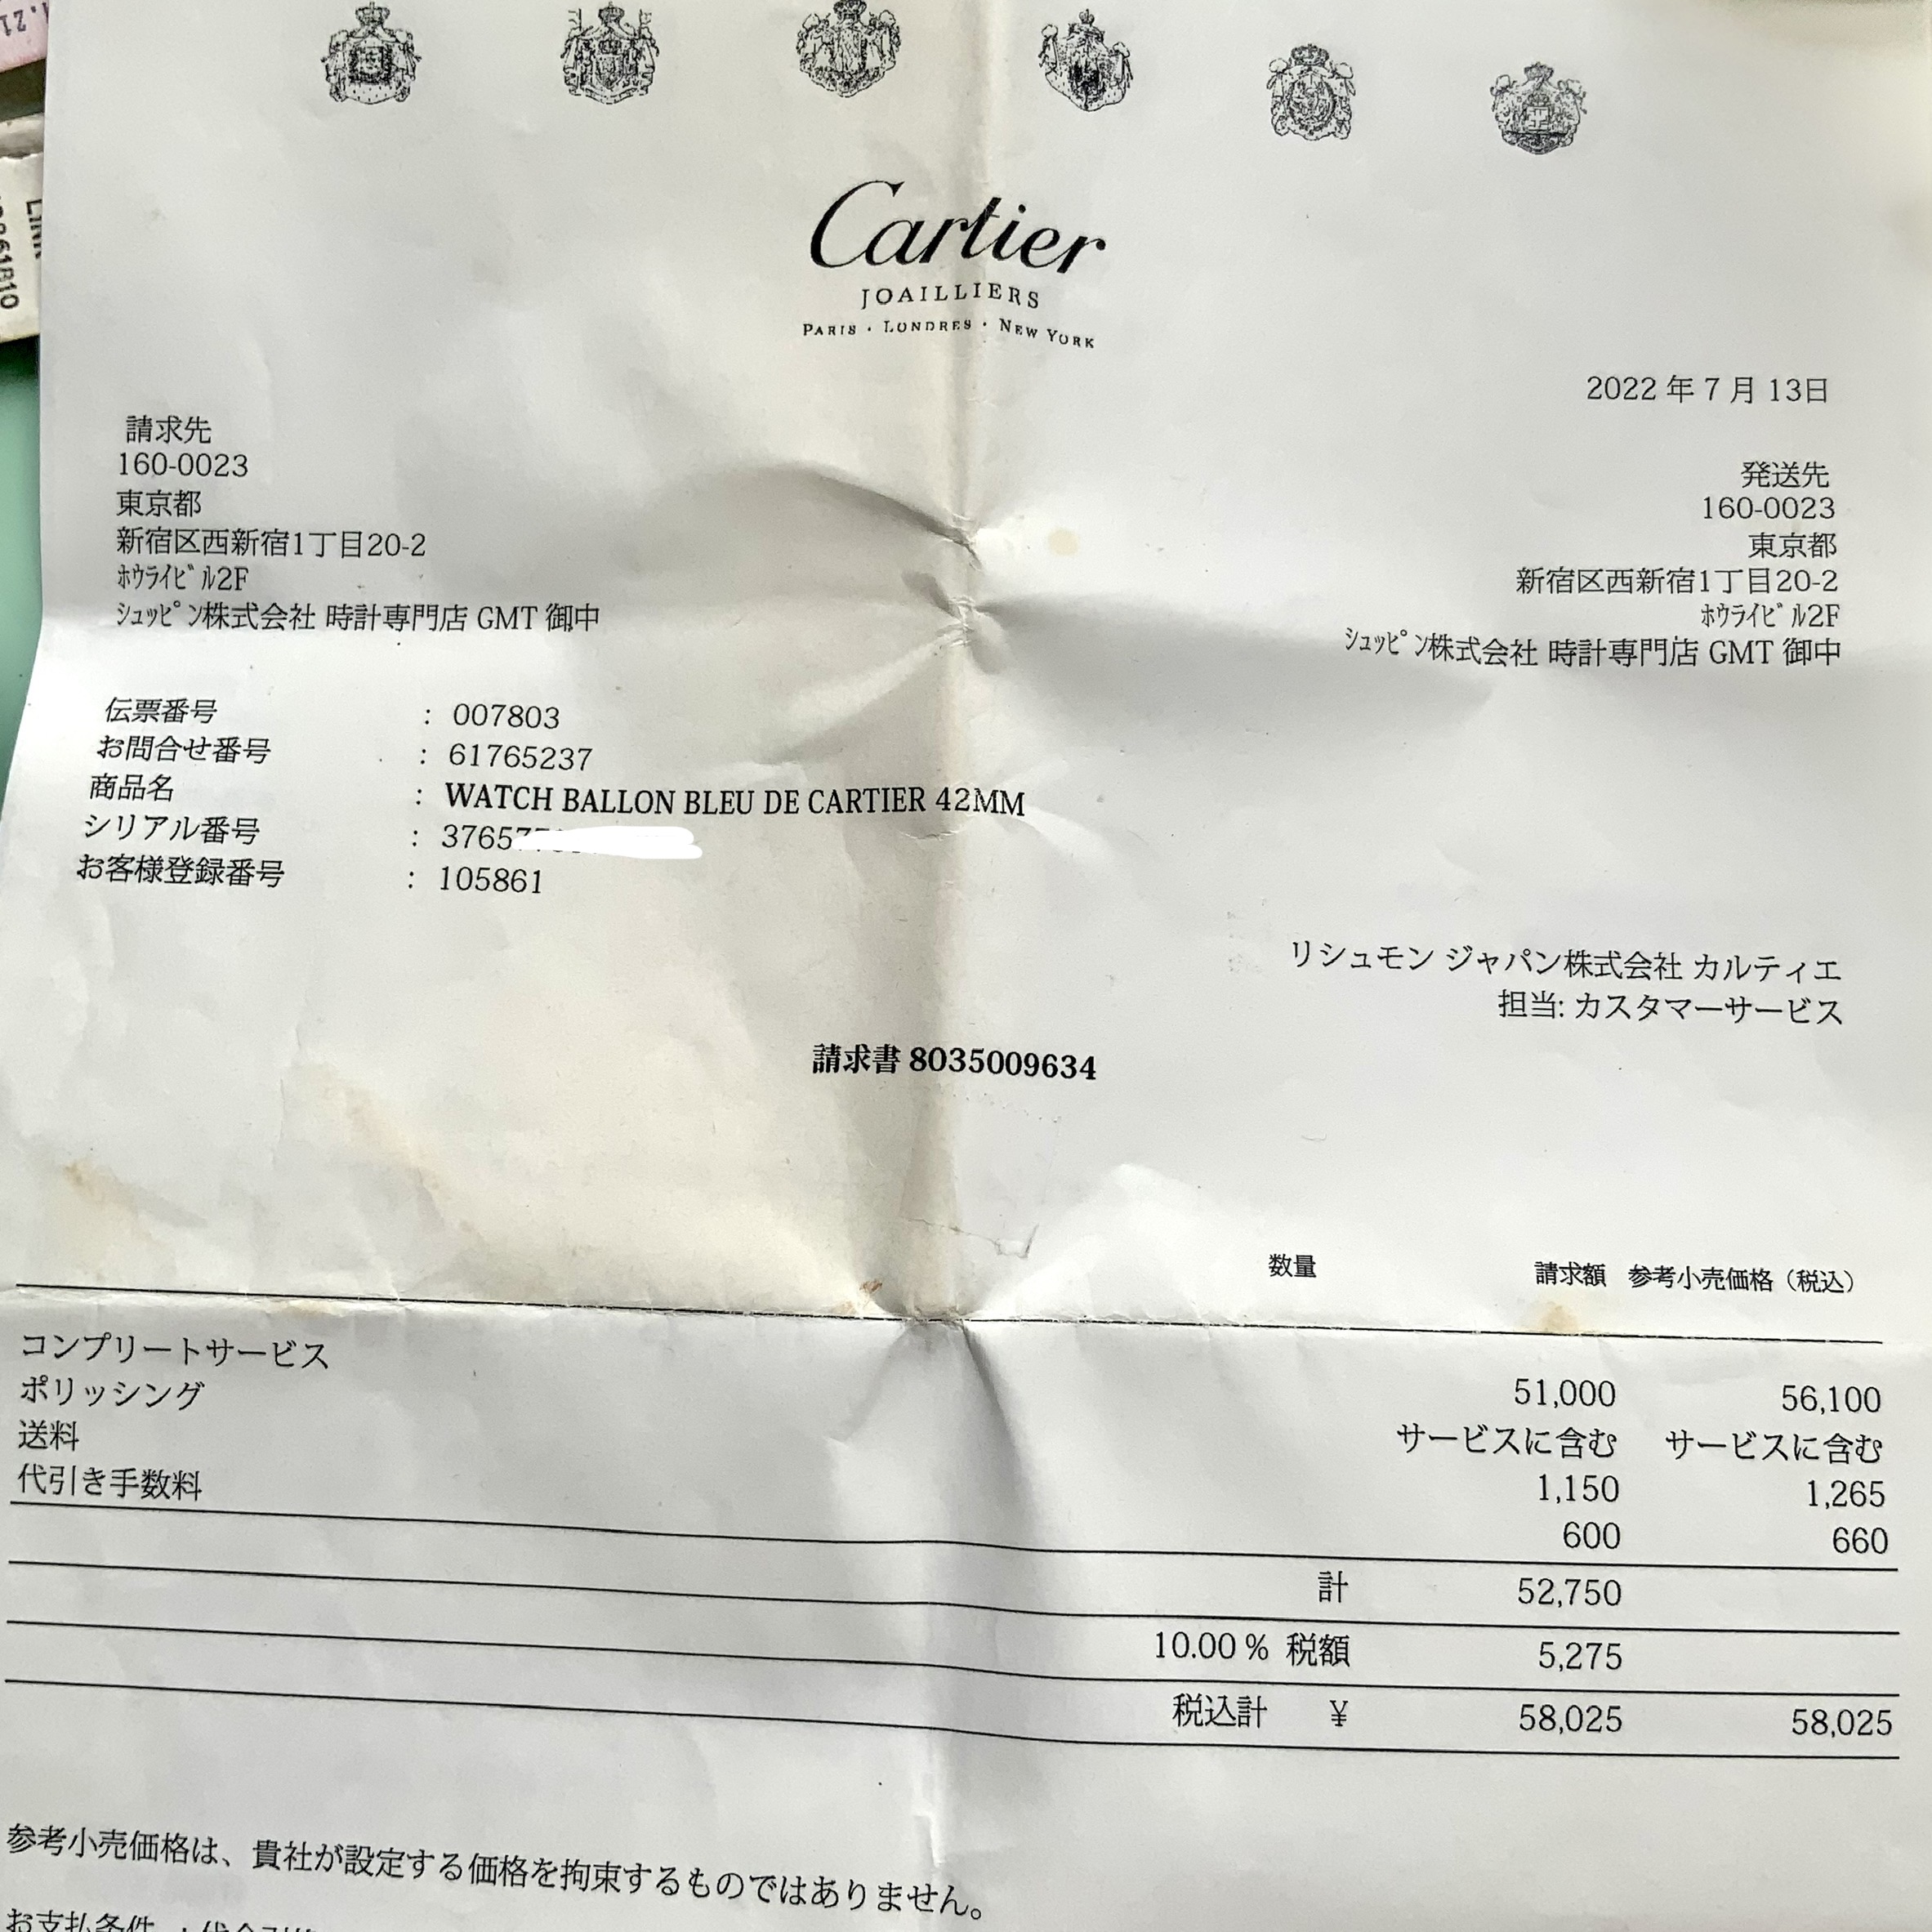 Cartier
JOAILLIERS
PARIS · LONDRES · NEW YORK
2022 年 7 月 13日
請求先
160-0023
東京都
新宿区西新宿1丁目20-2
ﾎｳﾗｲﾋﾞﾙ2F
ｼｭｯﾋﾟﾝ株式会社 時計専門店 GMT 御中
発送先
160-0023
東京都
新宿区西新宿1丁目20-2
ﾎｳﾗｲﾋﾞﾙ2F
ｼｭｯﾋﾟﾝ株式会社 時計専門店 GMT 御中
伝票番号 : 007803
お問合せ番号 : 61765237
商品名 : WATCH BALLON BLEU DE CARTIER 42MM
シリアル番号 : 3765
お客様登録番号 : 105861
リシュモン ジャパン株式会社 カルティエ
担当: カスタマーサービス
請求書 8035009634
数量 請求額 参考小売価格（税込）
コンプリートサービス 51,000 56,100
ポリッシング サービスに含む サービスに含む
送料 1,150 1,265
代引き手数料 600 660
計 52,750
10.00 % 税額 5,275
税込計 ¥ 58,025 58,025
参考小売価格は、貴社が設定する価格を拘束するものではありません。
お支払条件 :